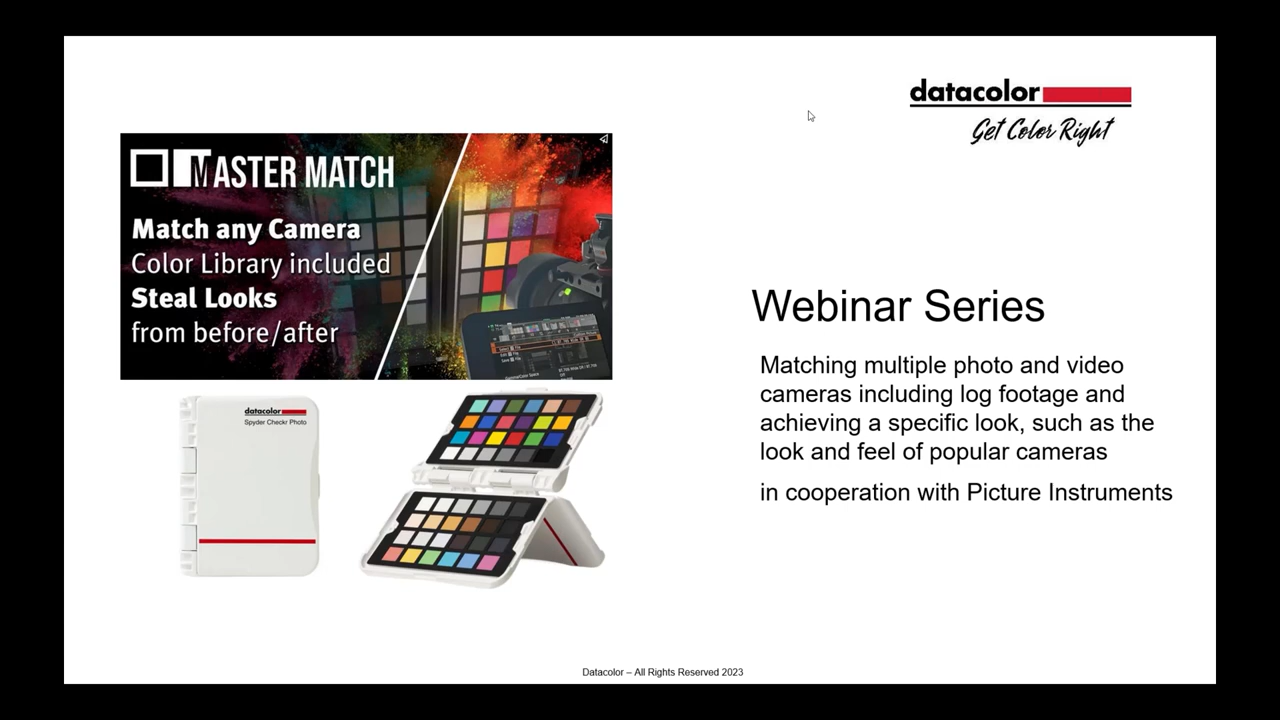 datacolor
Get Color Right
MASTER MATCH
Match any Camera
Color Library included
Steal Looks
from before/after
datacolor
Spyder Checkr Photo
Webinar Series
Matching multiple photo and video
cameras including log footage and
achieving a specific look, such as the
look and feel of popular cameras
in cooperation with Picture Instruments
Datacolor – All Rights Reserved 2023